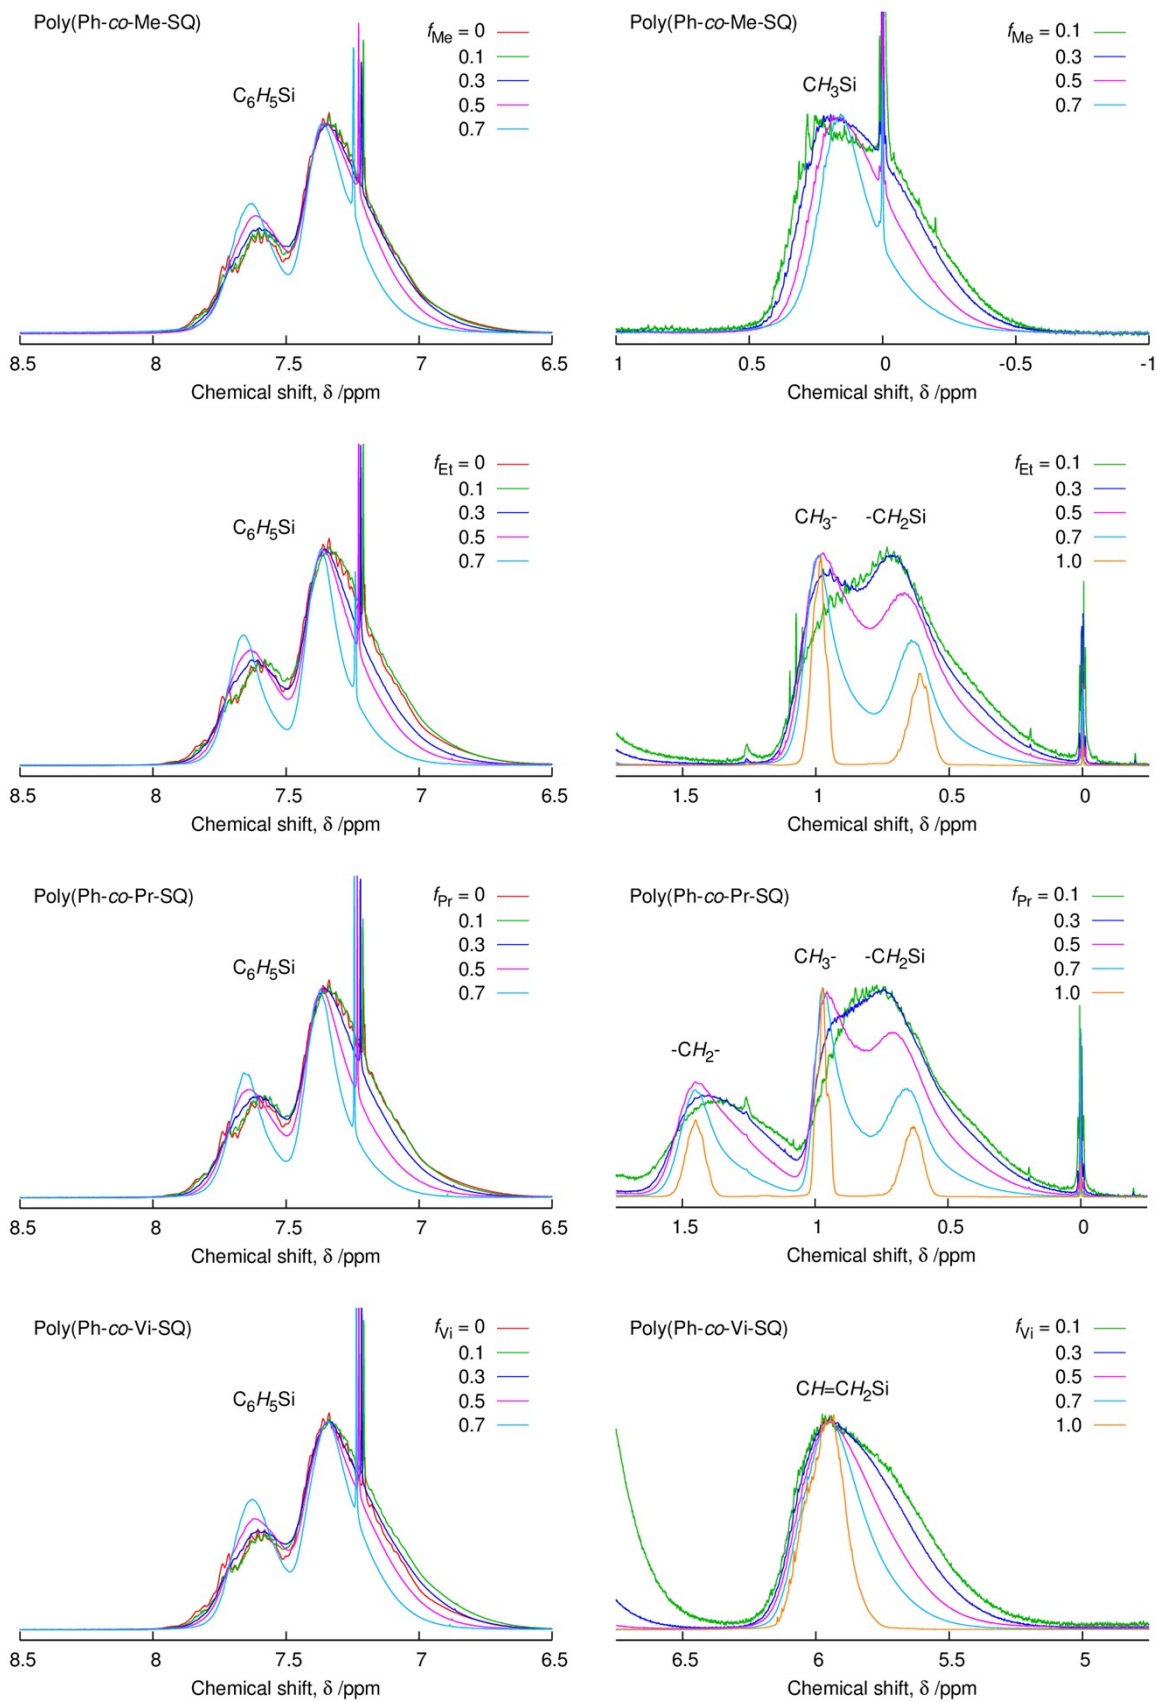 Poly(Ph-co-Me-SQ)
f_Me = 0
0.1
0.3
0.5
0.7
C₆H₅Si
8.5 8 7.5 7 6.5
Chemical shift, δ /ppm
Poly(Ph-co-Me-SQ)
f_Me = 0.1
0.3
0.5
0.7
CH₃Si
1 0.5 0 -0.5 -1
Chemical shift, δ /ppm
f_Et = 0
0.1
0.3
0.5
0.7
C₆H₅Si
8.5 8 7.5 7 6.5
Chemical shift, δ /ppm
f_Et = 0.1
0.3
0.5
0.7
1.0
CH₃- -CH₂Si
1.5 1 0.5 0
Chemical shift, δ /ppm
Poly(Ph-co-Pr-SQ)
f_Pr = 0
0.1
0.3
0.5
0.7
C₆H₅Si
8.5 8 7.5 7 6.5
Chemical shift, δ /ppm
Poly(Ph-co-Pr-SQ)
f_Pr = 0.1
0.3
0.5
0.7
1.0
CH₃- -CH₂Si
-CH₂-
1.5 1 0.5 0
Chemical shift, δ /ppm
Poly(Ph-co-Vi-SQ)
f_Vi = 0
0.1
0.3
0.5
0.7
C₆H₅Si
8.5 8 7.5 7 6.5
Chemical shift, δ /ppm
Poly(Ph-co-Vi-SQ)
f_Vi = 0.1
0.3
0.5
0.7
1.0
CH=CH₂Si
6.5 6 5.5 5
Chemical shift, δ /ppm